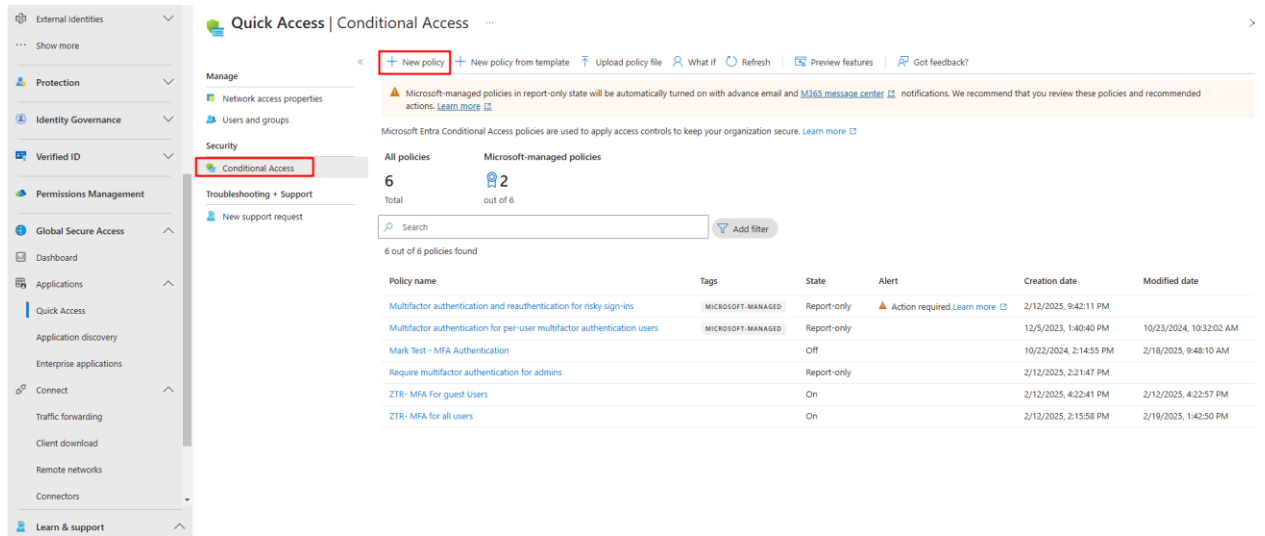 External Identities
··· Show more
Protection
Identity Governance
Verified ID
Permissions Management
Global Secure Access
Dashboard
Applications
Quick Access
Application discovery
Enterprise applications
Connect
Traffic forwarding
Client download
Remote networks
Connectors
Learn & support
Quick Access | Conditional Access ···
Manage
Network access properties
Users and groups
Security
Conditional Access
Troubleshooting + Support
New support request
+ New policy + New policy from template Upload policy file What if Refresh Preview features Got feedback?
Microsoft-managed policies in report-only state will be automatically turned on with advance email and M365 message center notifications. We recommend that you review these policies and recommended
actions. Learn more
Microsoft Entra Conditional Access policies are used to apply access controls to keep your organization secure. Learn more
All policies Microsoft-managed policies
6 2
Total out of 6
Search Add filter
6 out of 6 policies found
Policy name Tags State Alert Creation date Modified date
Multifactor authentication and reauthentication for risky sign-ins MICROSOFT-MANAGED Report-only Action required Learn more 2/12/2025, 9:42:11 PM
Multifactor authentication for per-user multifactor authentication users MICROSOFT-MANAGED Report-only 12/5/2023, 1:40:40 PM 10/23/2024, 10:32:02 AM
Mark Test - MFA Authentication Off 10/22/2024, 2:14:55 PM 2/18/2025, 9:48:10 AM
Require multifactor authentication for admins Report-only 2/12/2025, 2:21:47 PM
ZTR- MFA For guest Users On 2/12/2025, 4:22:41 PM 2/12/2025, 4:22:57 PM
ZTR- MFA for all users On 2/12/2025, 2:15:58 PM 2/19/2025, 1:42:50 PM